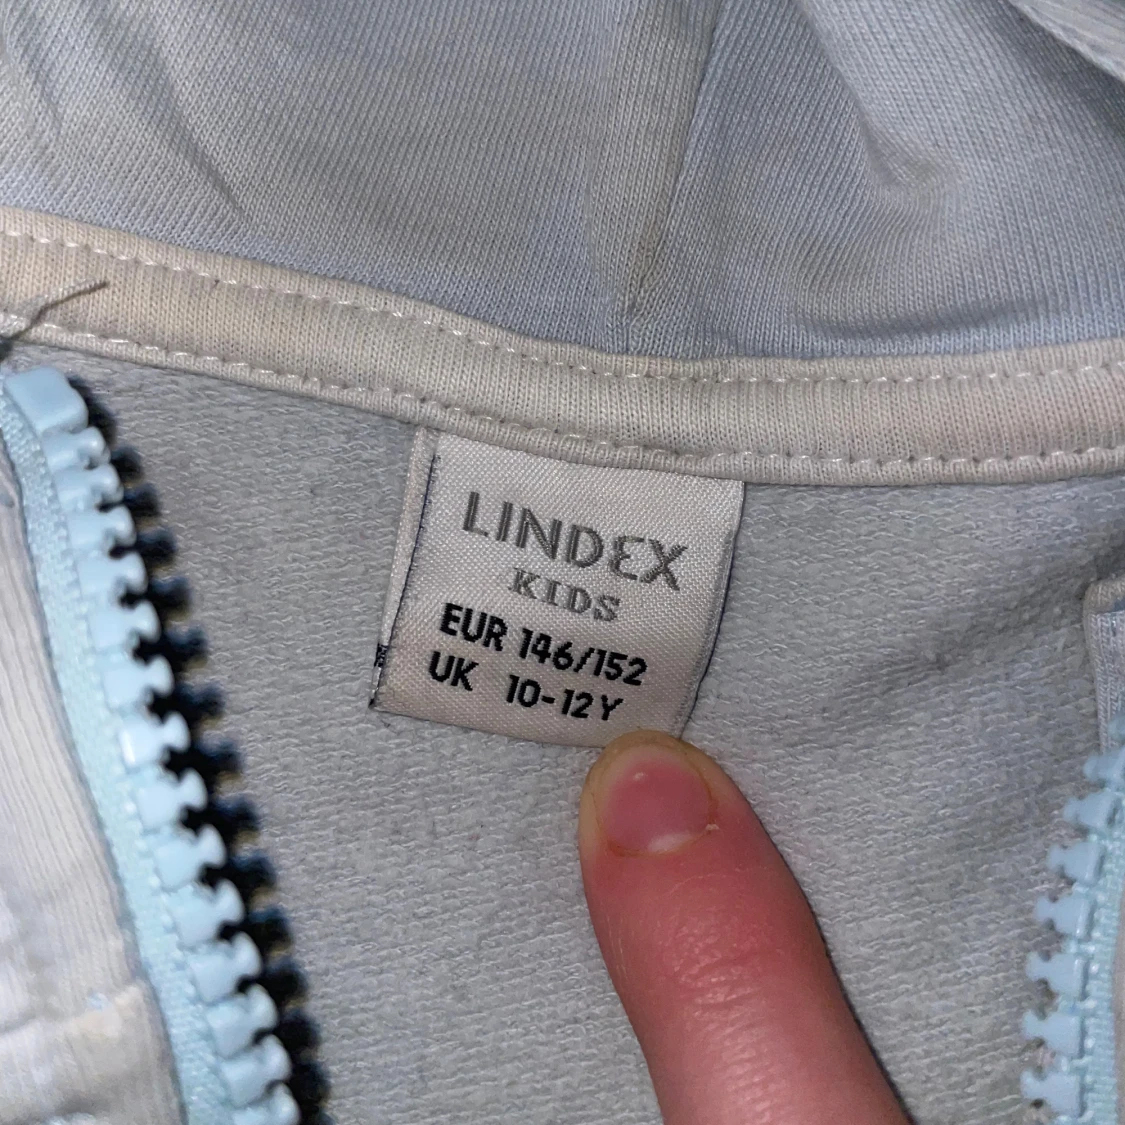 LINDEX
KIDS
EUR 146/152
UK 10-12Y